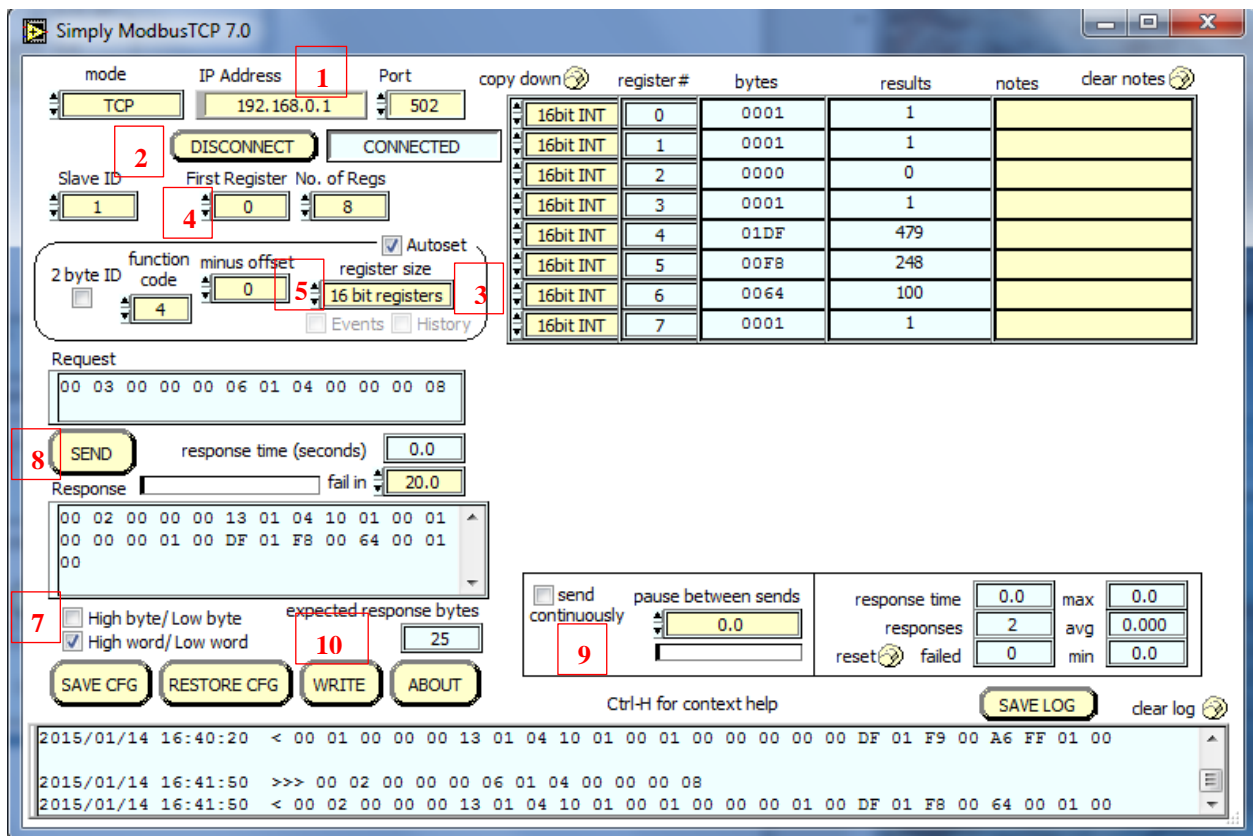 Simply ModbusTCP 7.0
mode IP Address 1 Port copy down register # bytes results notes clear notes
TCP 192.168.0.1 502
16bit INT 0 0001 1
2 DISCONNECT CONNECTED
16bit INT 1 0001 1
16bit INT 2 0000 0
Slave ID First Register No. of Regs
1 4 0 8
16bit INT 3 0001 1
16bit INT 4 01DF 479
Autoset
2 byte ID function code minus offset register size
16bit INT 5 00F8 248
4 0 5 16 bit registers 3
16bit INT 6 0064 100
Events History
16bit INT 7 0001 1
Request
00 03 00 00 00 06 01 04 00 00 00 08
8 SEND response time (seconds) 0.0
Response fail in 20.0
00 02 00 00 00 13 01 04 10 01 00 01
00 00 00 01 00 DF 01 F8 00 64 00 01
00
7 High byte/ Low byte expected response bytes
High word/ Low word 10 25
SAVE CFG RESTORE CFG WRITE ABOUT
send continuously pause between sends
0.0
9
response time 0.0 max 0.0
responses 2 avg 0.000
reset failed 0 min 0.0
Ctrl-H for context help SAVE LOG clear log
2015/01/14 16:40:20 < 00 01 00 00 00 13 01 04 10 01 00 01 00 00 00 00 00 DF 01 F9 00 A6 FF 01 00
2015/01/14 16:41:50 >>> 00 02 00 00 00 06 01 04 00 00 00 08
2015/01/14 16:41:50 < 00 02 00 00 00 13 01 04 10 01 00 01 00 00 00 01 00 DF 01 F8 00 64 00 01 00